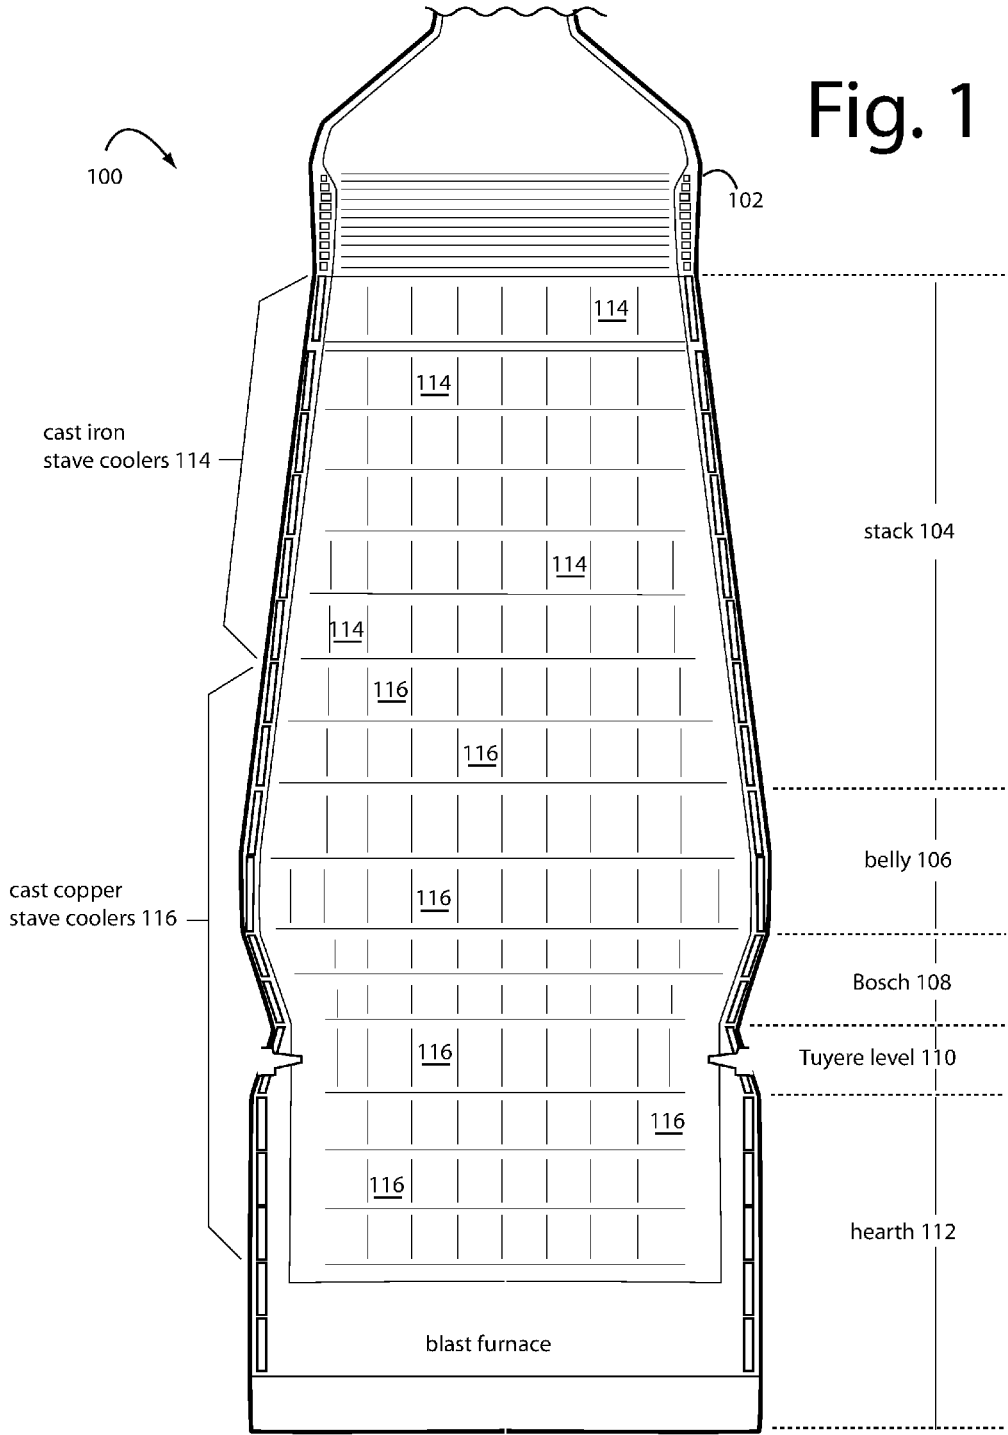 Fig. 1
100
102
114
114
cast iron
stave coolers 114
stack 104
114
114
116
116
belly 106
cast copper
stave coolers 116
116
Bosch 108
116
Tuyere level 110
116
116
hearth 112
blast furnace